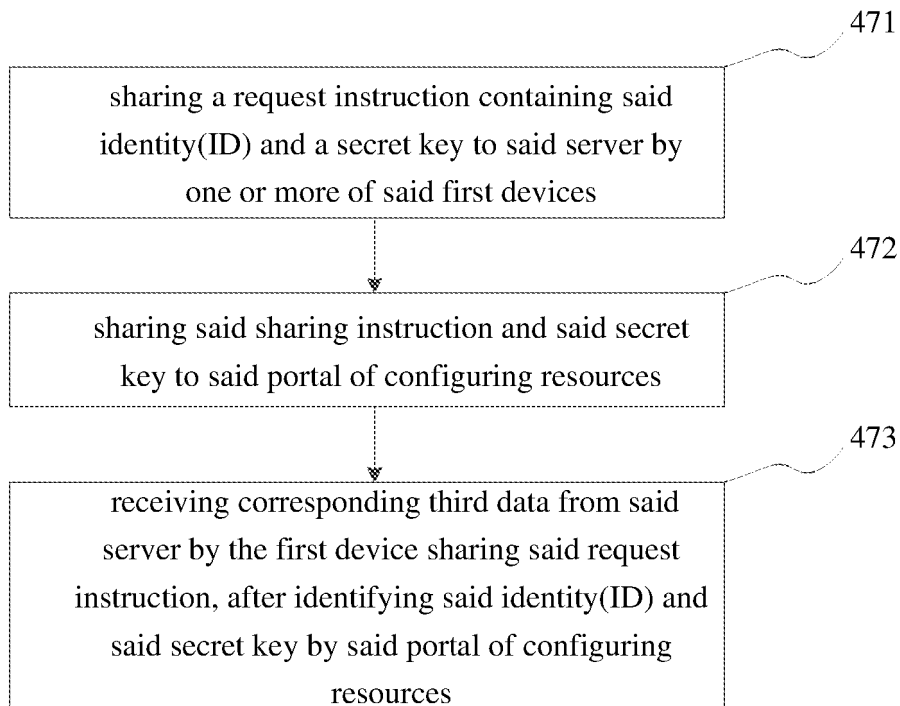 471
sharing a request instruction containing said
identity(ID) and a secret key to said server by
one or more of said first devices
472
sharing said sharing instruction and said secret
key to said portal of configuring resources
473
receiving corresponding third data from said
server by the first device sharing said request
instruction, after identifying said identity(ID) and
said secret key by said portal of configuring
resources